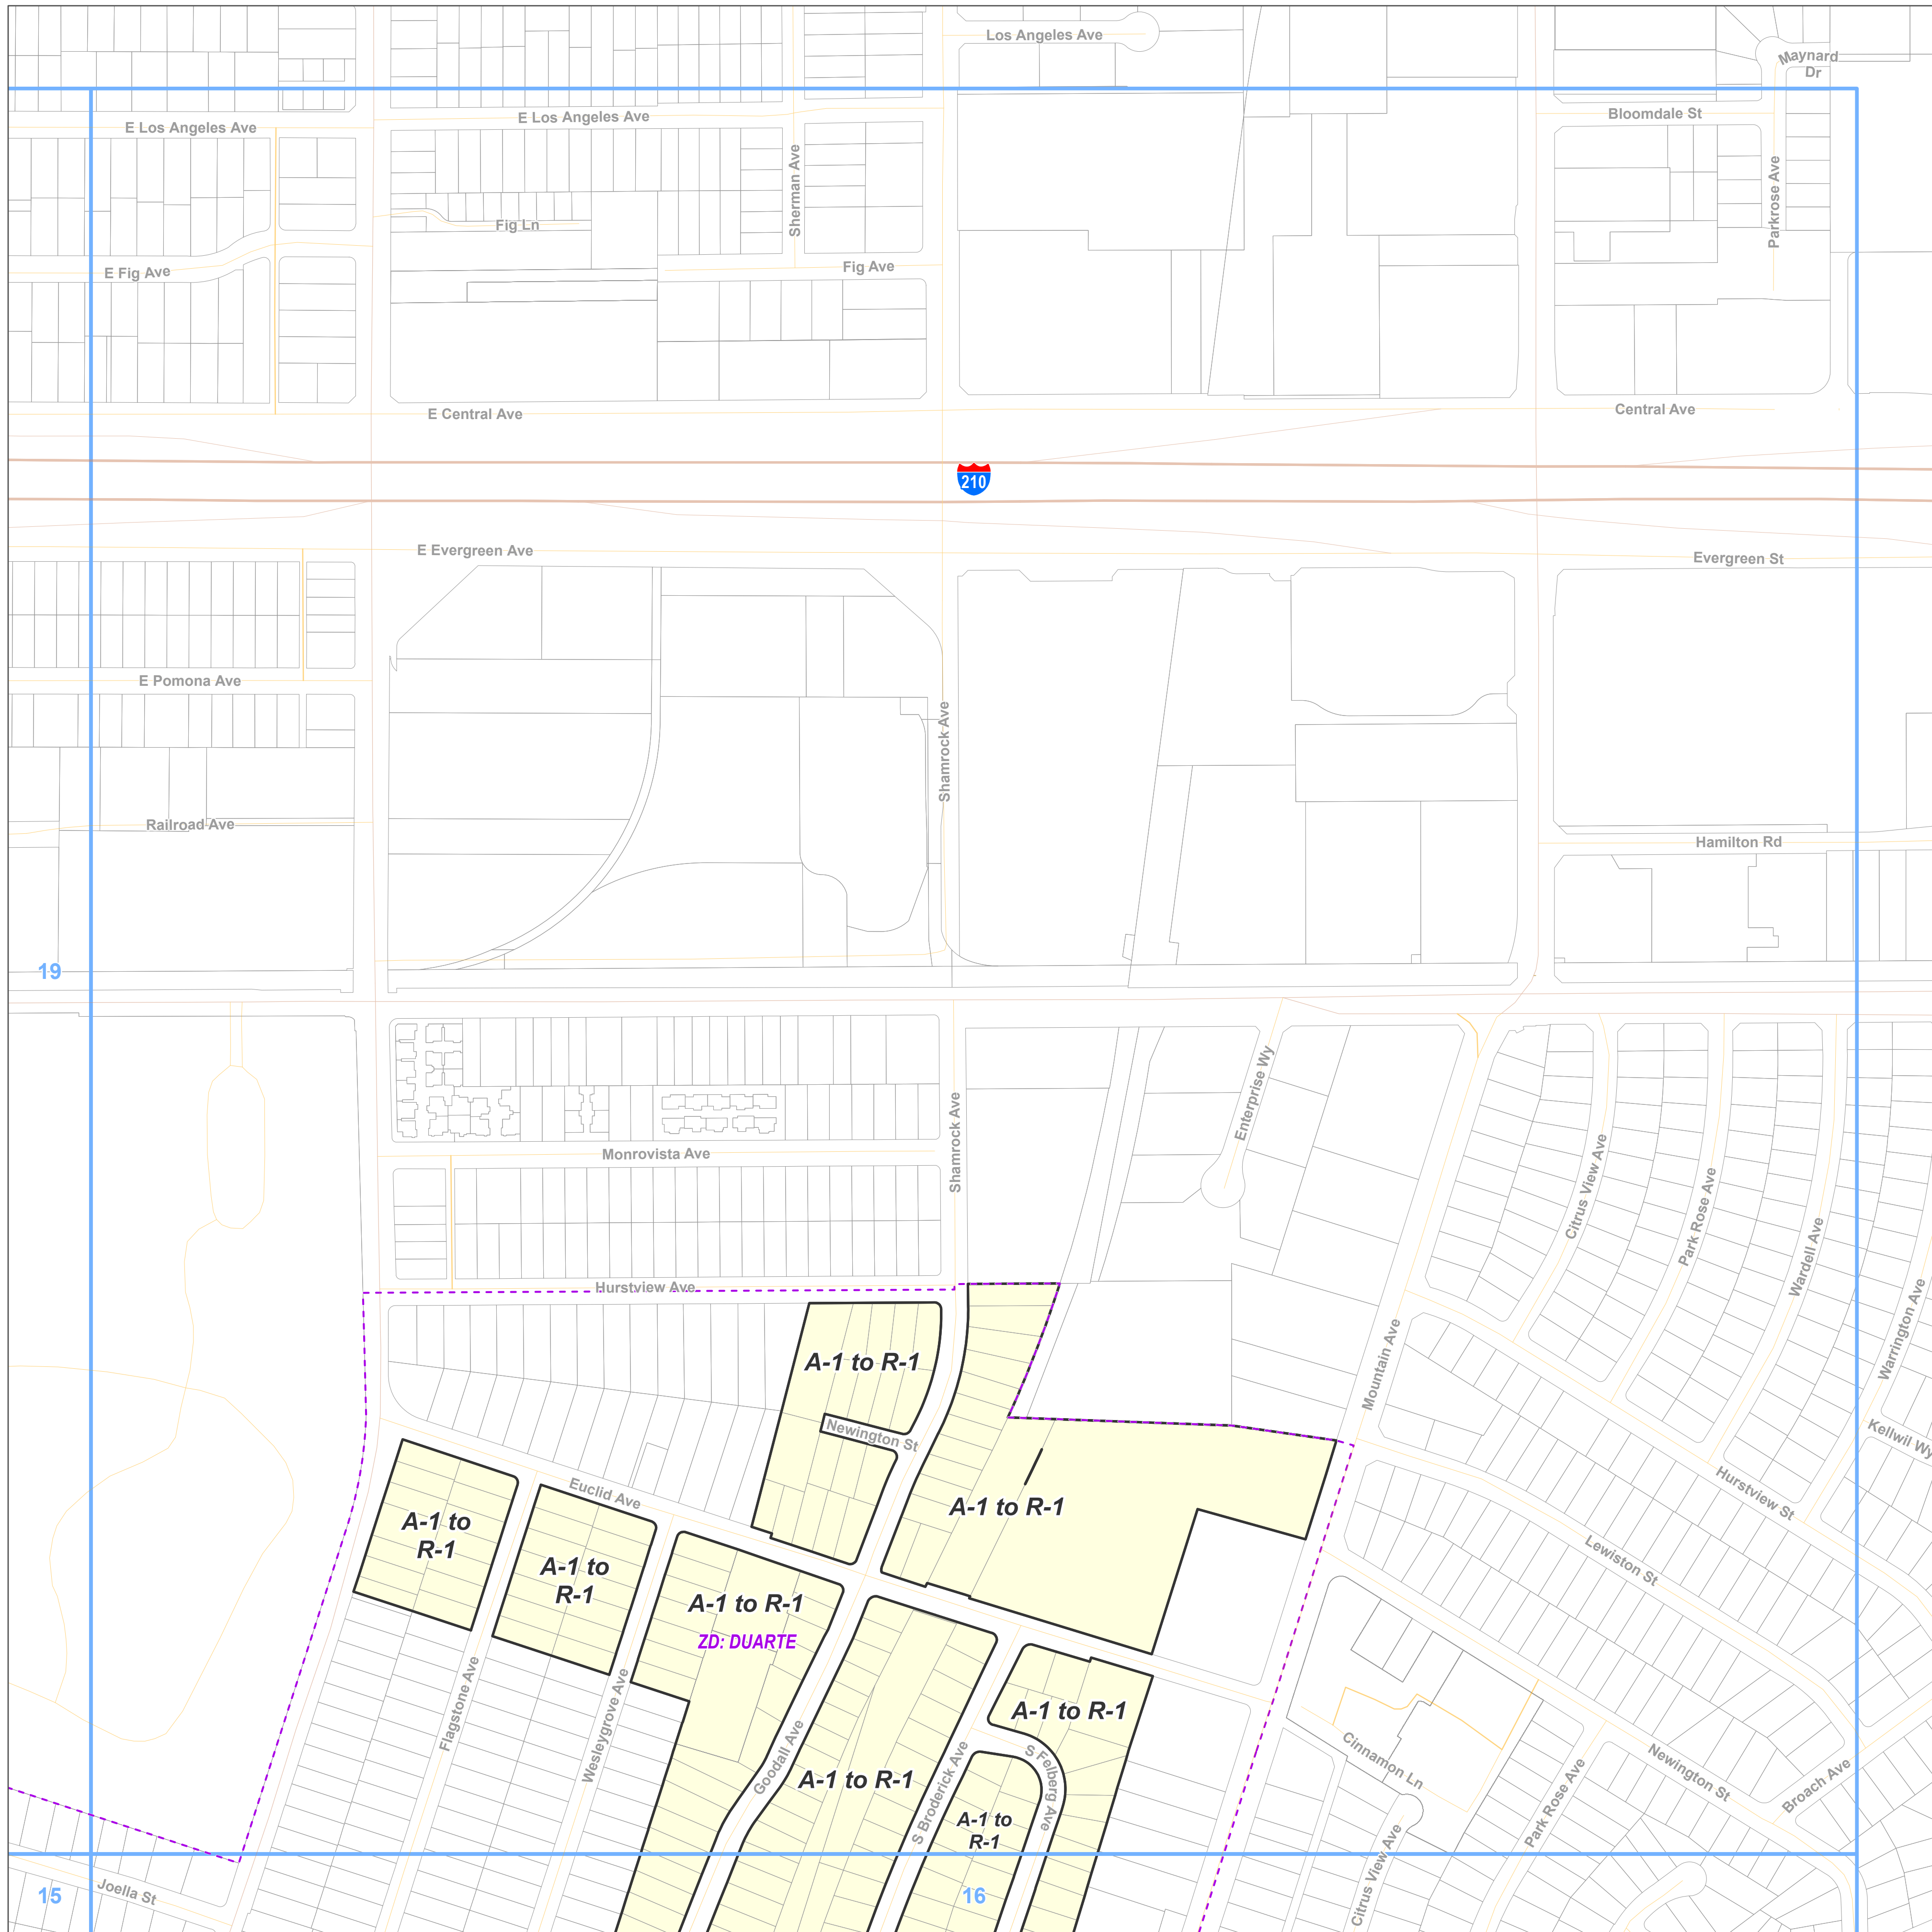 Los Angeles Ave
Maynard
Dr
E Los Angeles Ave
E Los Angeles Ave
Bloomdale St
Sherman Ave
Parkrose Ave
Fig Ln
E Fig Ave
Fig Ave
E Central Ave
Central Ave
210
E Evergreen Ave
Evergreen St
E Pomona Ave
Shamrock Ave
Railroad Ave
Hamilton Rd
19
Enterprise Wy
Shamrock Ave
Monrovista Ave
Citrus View Ave
Park Rose Ave
Wardell Ave
Warrington Ave
Hurstview Ave
Mountain Ave
A-1 to R-1
Newington St
Kellwil Wy
Hurstview St
Euclid Ave
A-1 to R-1
A-1 to
R-1
A-1 to
R-1
Lewiston St
A-1 to R-1
ZD: DUARTE
Flagstone Ave
Wesleygrove Ave
Goodall Ave
A-1 to R-1
A-1 to R-1
S Broderick Ave
S Felberg Ave
A-1 to
R-1
Cinnamon Ln
Newington St
Park Rose Ave
Broach Ave
Citrus View Ave
Joella St
15
16